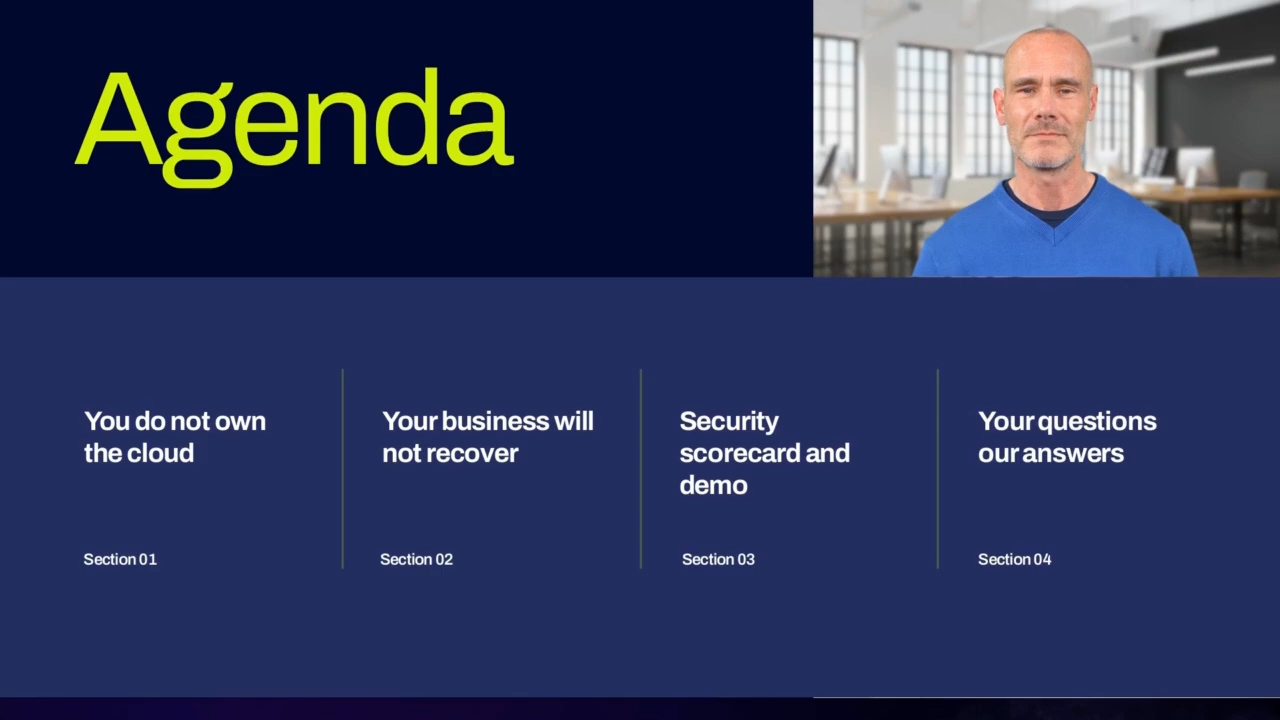 Agenda
You do not own
the cloud
Section 01
Your business will
not recover
Section 02
Security
scorecard and
demo
Section 03
Your questions
our answers
Section 04